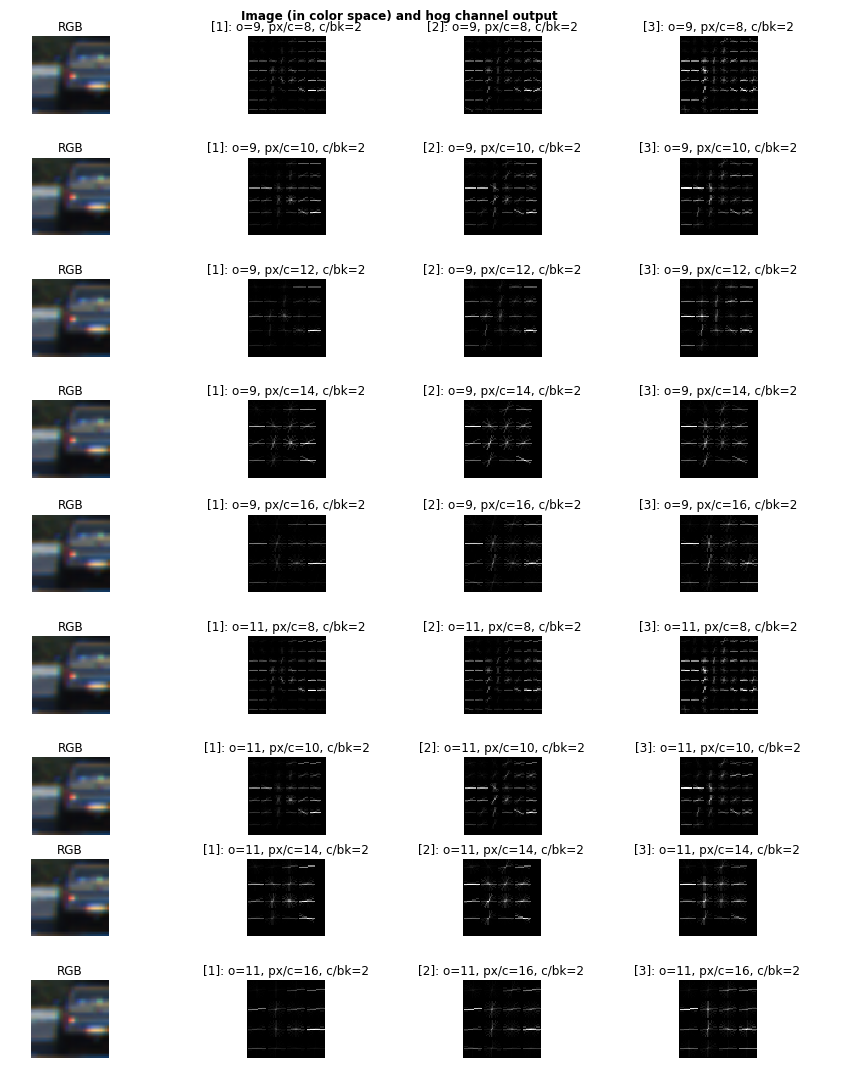 Image (in color space) and hog channel output
RGB [1]: o=9, px/c=8, c/bk=2 [2]: o=9, px/c=8, c/bk=2 [3]: o=9, px/c=8, c/bk=2
RGB [1]: o=9, px/c=10, c/bk=2 [2]: o=9, px/c=10, c/bk=2 [3]: o=9, px/c=10, c/bk=2
RGB [1]: o=9, px/c=12, c/bk=2 [2]: o=9, px/c=12, c/bk=2 [3]: o=9, px/c=12, c/bk=2
RGB [1]: o=9, px/c=14, c/bk=2 [2]: o=9, px/c=14, c/bk=2 [3]: o=9, px/c=14, c/bk=2
RGB [1]: o=9, px/c=16, c/bk=2 [2]: o=9, px/c=16, c/bk=2 [3]: o=9, px/c=16, c/bk=2
RGB [1]: o=11, px/c=8, c/bk=2 [2]: o=11, px/c=8, c/bk=2 [3]: o=11, px/c=8, c/bk=2
RGB [1]: o=11, px/c=10, c/bk=2 [2]: o=11, px/c=10, c/bk=2 [3]: o=11, px/c=10, c/bk=2
RGB [1]: o=11, px/c=14, c/bk=2 [2]: o=11, px/c=14, c/bk=2 [3]: o=11, px/c=14, c/bk=2
RGB [1]: o=11, px/c=16, c/bk=2 [2]: o=11, px/c=16, c/bk=2 [3]: o=11, px/c=16, c/bk=2